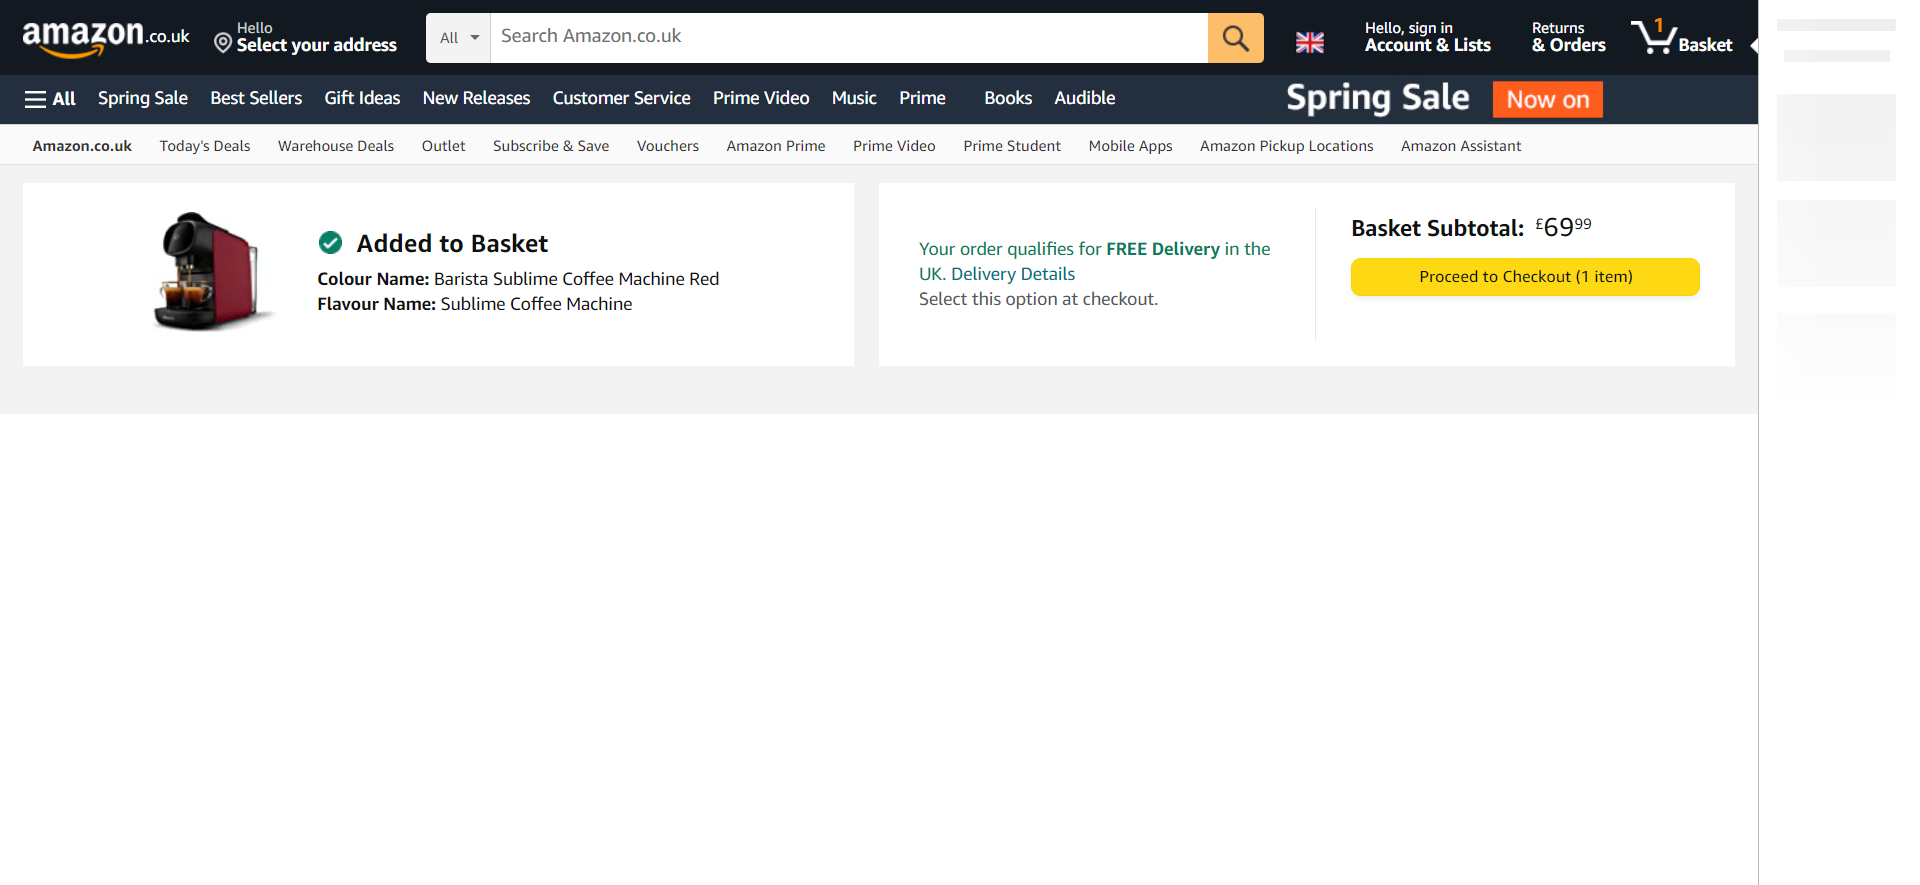 amazon.co.uk
Hello
Select your address
All
Search Amazon.co.uk
Hello, sign in
Account & Lists
Returns
& Orders
1
Basket
All
Spring Sale
Best Sellers
Gift Ideas
New Releases
Customer Service
Prime Video
Music
Prime
Books
Audible
Spring Sale
Now on
Amazon.co.uk
Today's Deals
Warehouse Deals
Outlet
Subscribe & Save
Vouchers
Amazon Prime
Prime Video
Prime Student
Mobile Apps
Amazon Pickup Locations
Amazon Assistant
Added to Basket
Colour Name: Barista Sublime Coffee Machine Red
Flavour Name: Sublime Coffee Machine
Your order qualifies for FREE Delivery in the
UK. Delivery Details
Select this option at checkout.
Basket Subtotal: £6999
Proceed to Checkout (1 item)